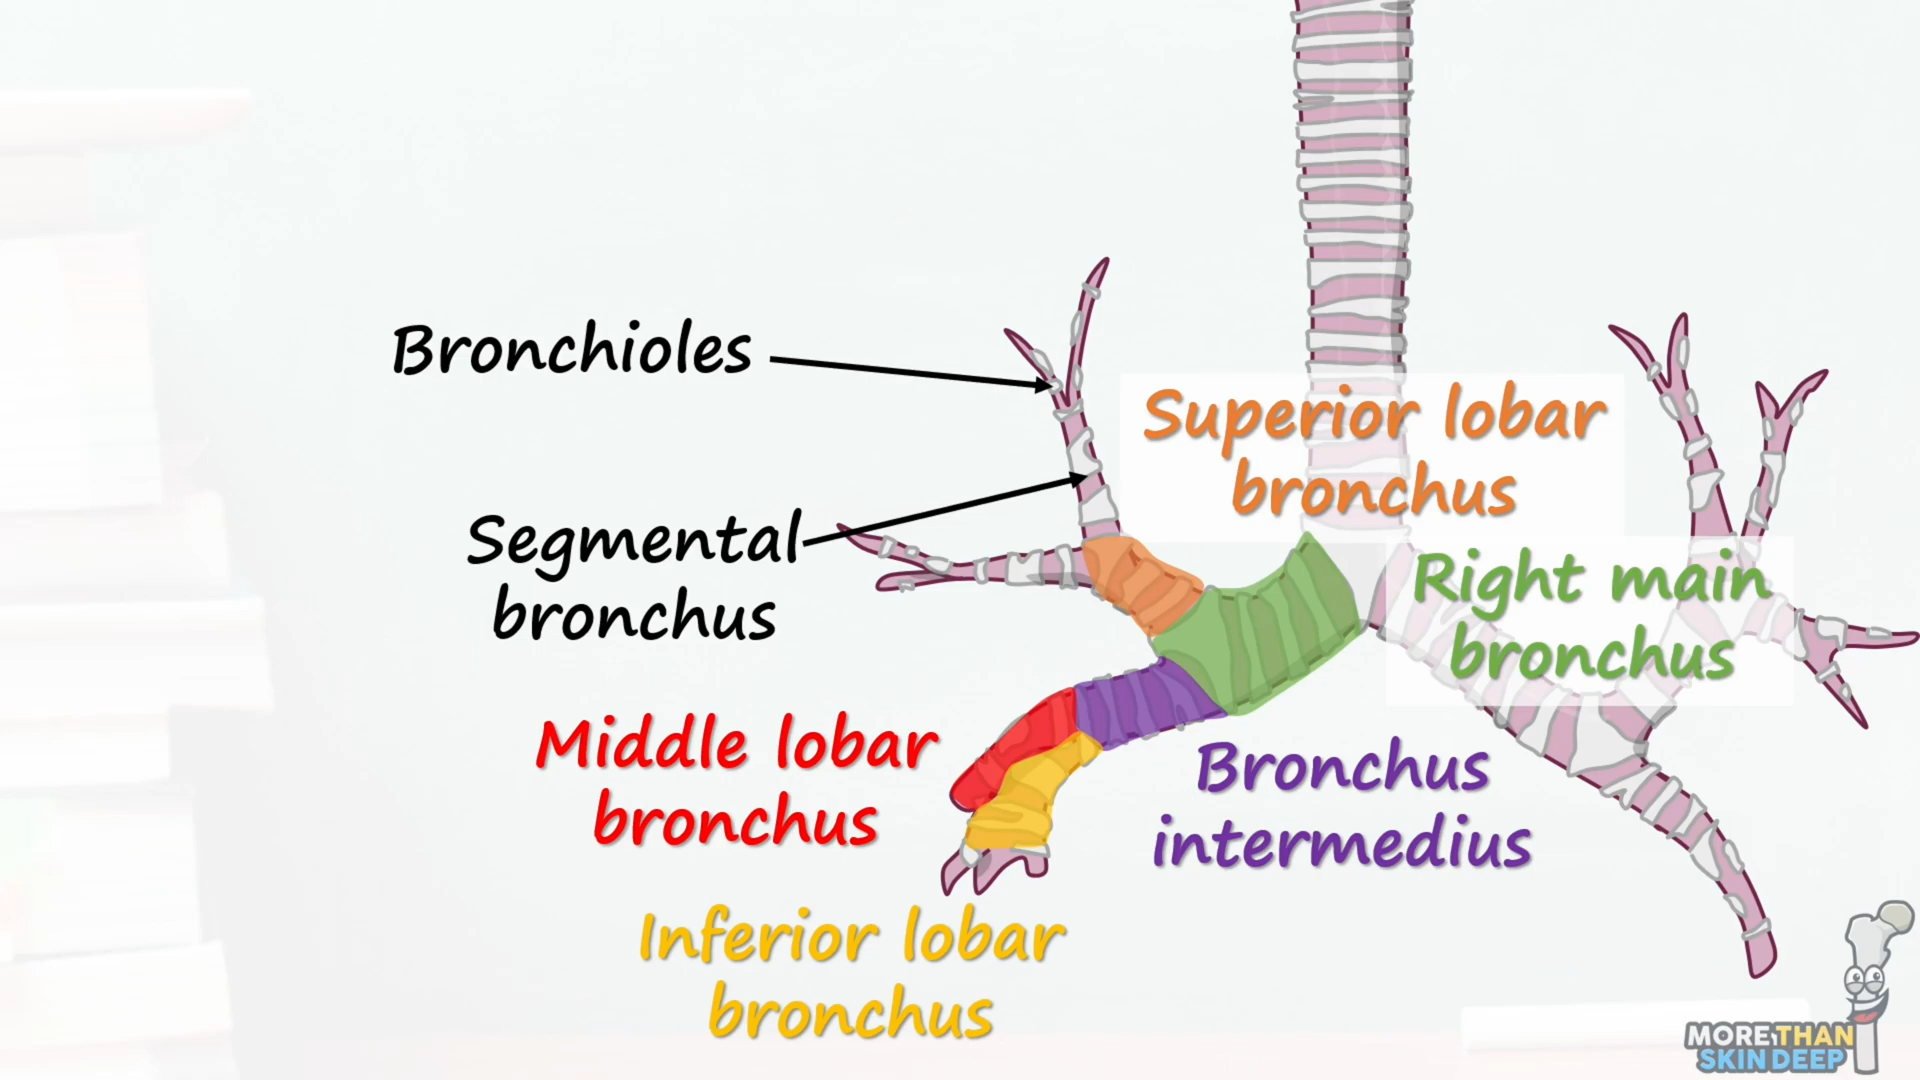 Bronchioles
Superior lobar
bronchus
Segmental
bronchus
Right main
bronchus
Middle lobar
bronchus
Bronchus
intermedius
Inferior lobar
bronchus
MORE THAN
SKIN DEEP